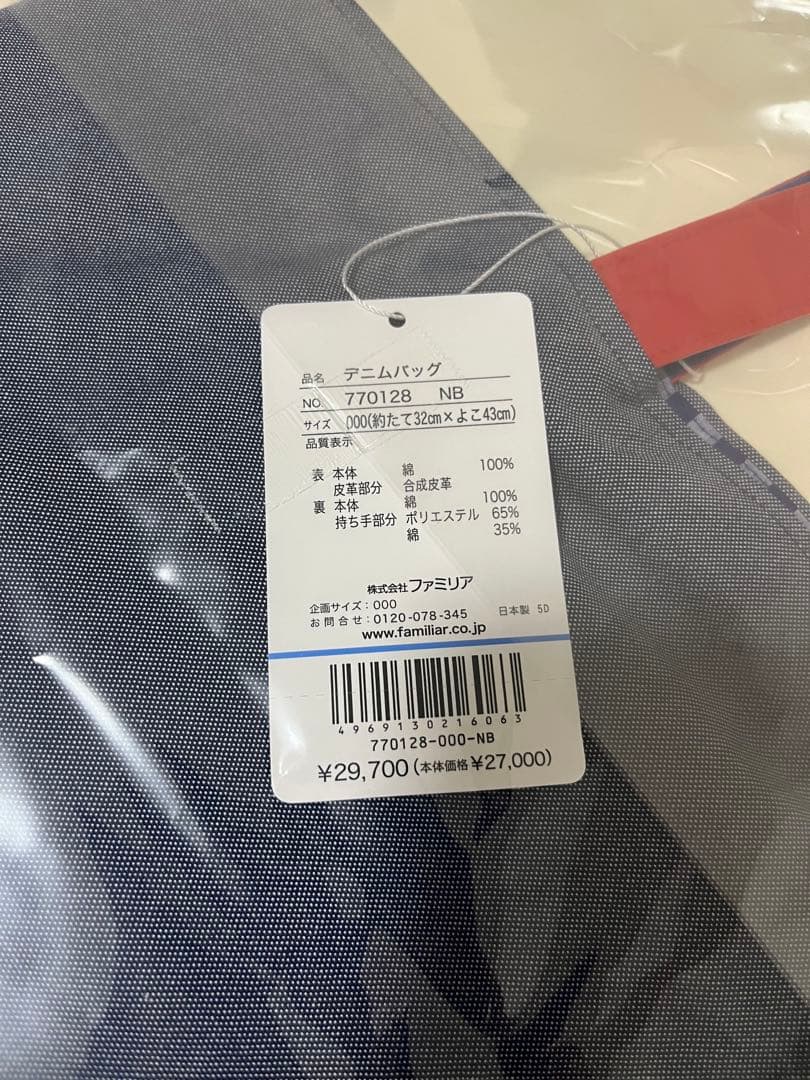 品名 デニムバッグ
NO. 770128 NB
サイズ 000(約たて32cm×よこ43cm)
品質表示
表 本体 綿 100%
皮革部分 合成皮革
裏 本体 綿 100%
持ち手部分 ポリエステル 65%
綿 35%
株式会社ファミリア
企画サイズ:000
お問合せ:0120-078-345 日本製 5D
www.familiar.co.jp
4969130216063
770128-000-NB
¥29,700(本体価格¥27,000)